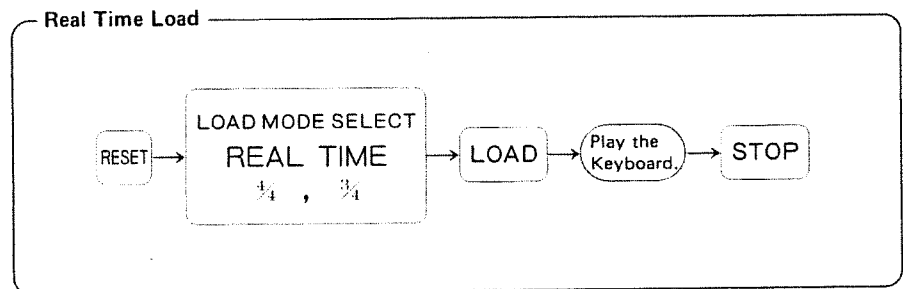 Real Time Load
RESET
LOAD MODE SELECT
REAL TIME
4/4 , 3/4
LOAD
Play the
Keyboard.
STOP